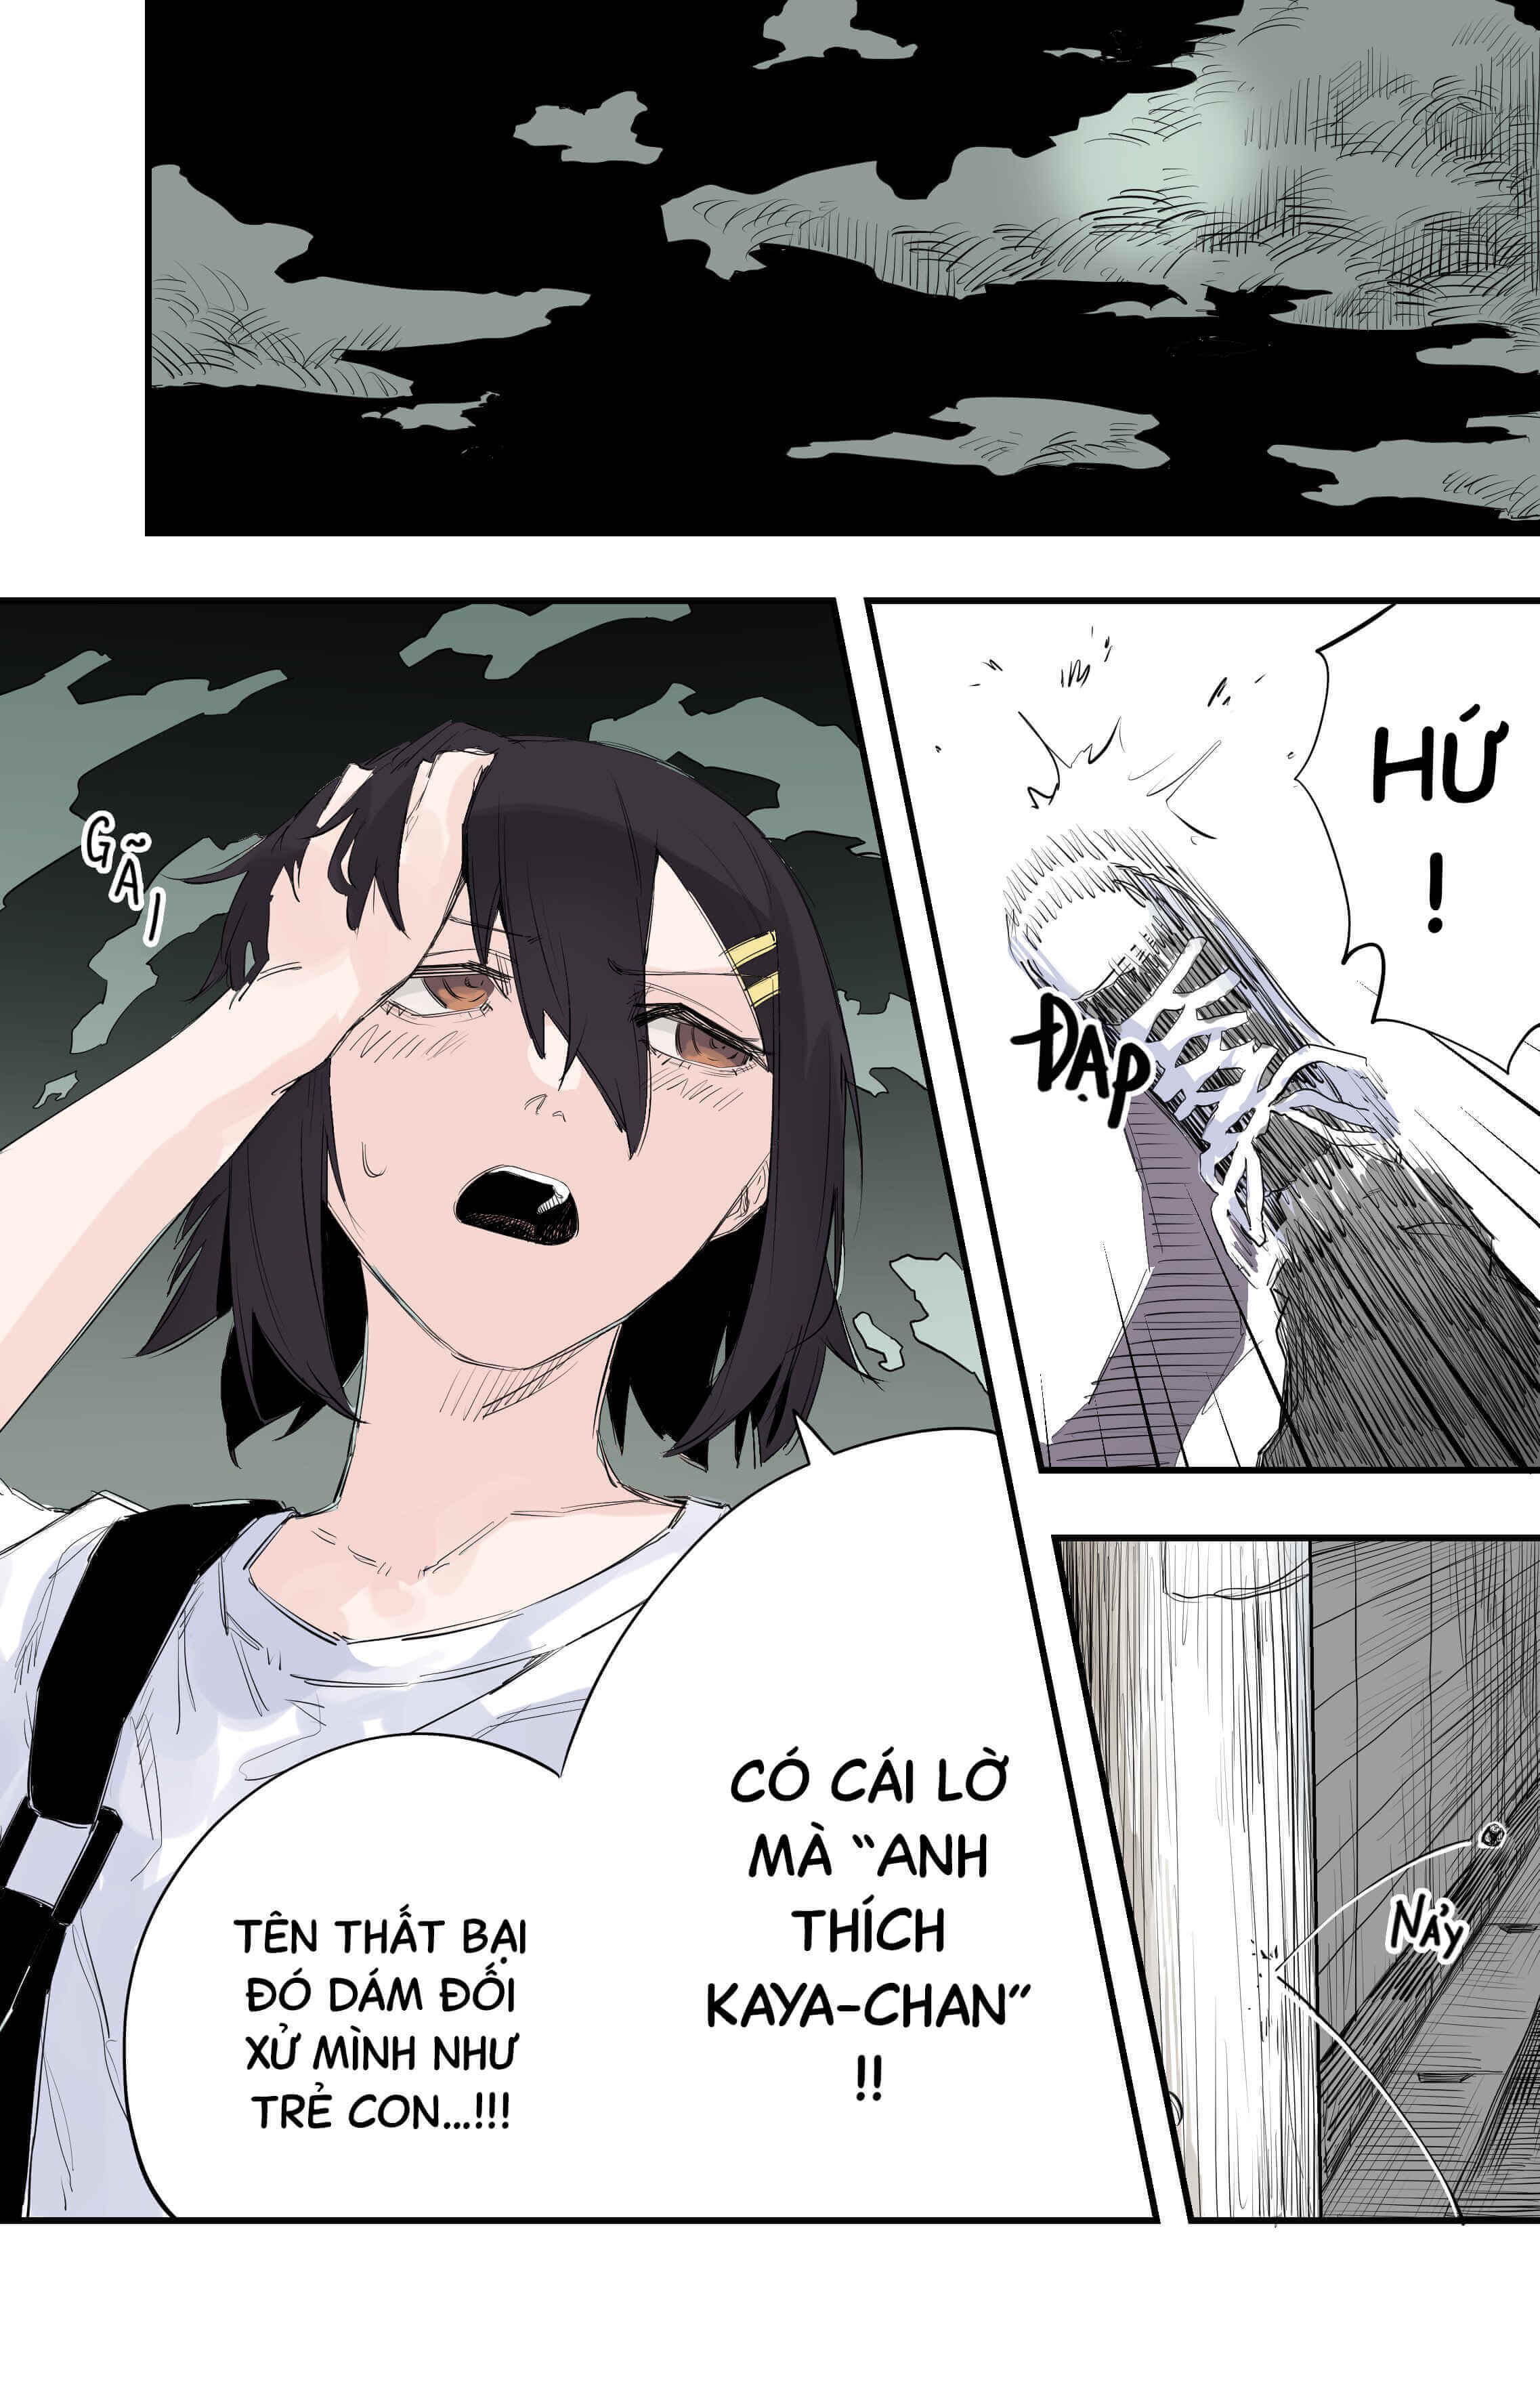 HỨ
!
ĐẠP
NẢY
GÃI
CÓ CÁI LỜ
MÀ “ANH
THÍCH
KAYA-CHAN”
!!
TÊN THẤT BẠI
ĐÓ DÁM ĐỐI
XỬ MÌNH NHƯ
TRẺ CON...!!!